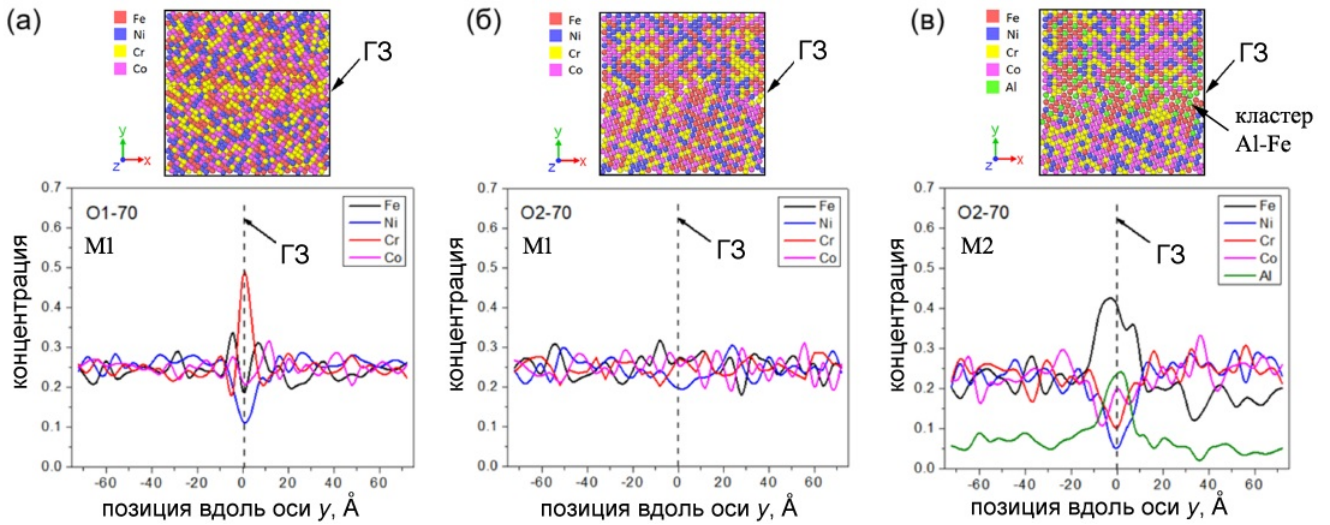 (а)
Fe
Ni
Cr
Co
ГЗ
y
z
x
0.7
0.6
0.5
0.4
0.3
0.2
0.1
0.0
концентрация
O1-70
M1
ГЗ
Fe
Ni
Cr
Co
-60 -40 -20 0 20 40 60
позиция вдоль оси y, Å
(б)
Fe
Ni
Cr
Co
ГЗ
y
z
x
0.7
0.6
0.5
0.4
0.3
0.2
0.1
0.0
концентрация
O2-70
M1
ГЗ
Fe
Ni
Cr
Co
-60 -40 -20 0 20 40 60
позиция вдоль оси y, Å
(в)
Fe
Ni
Cr
Co
Al
ГЗ
кластер
Al-Fe
y
z
x
0.7
0.6
0.5
0.4
0.3
0.2
0.1
0.0
концентрация
O2-70
M2
ГЗ
Fe
Ni
Cr
Co
Al
-60 -40 -20 0 20 40 60
позиция вдоль оси y, Å